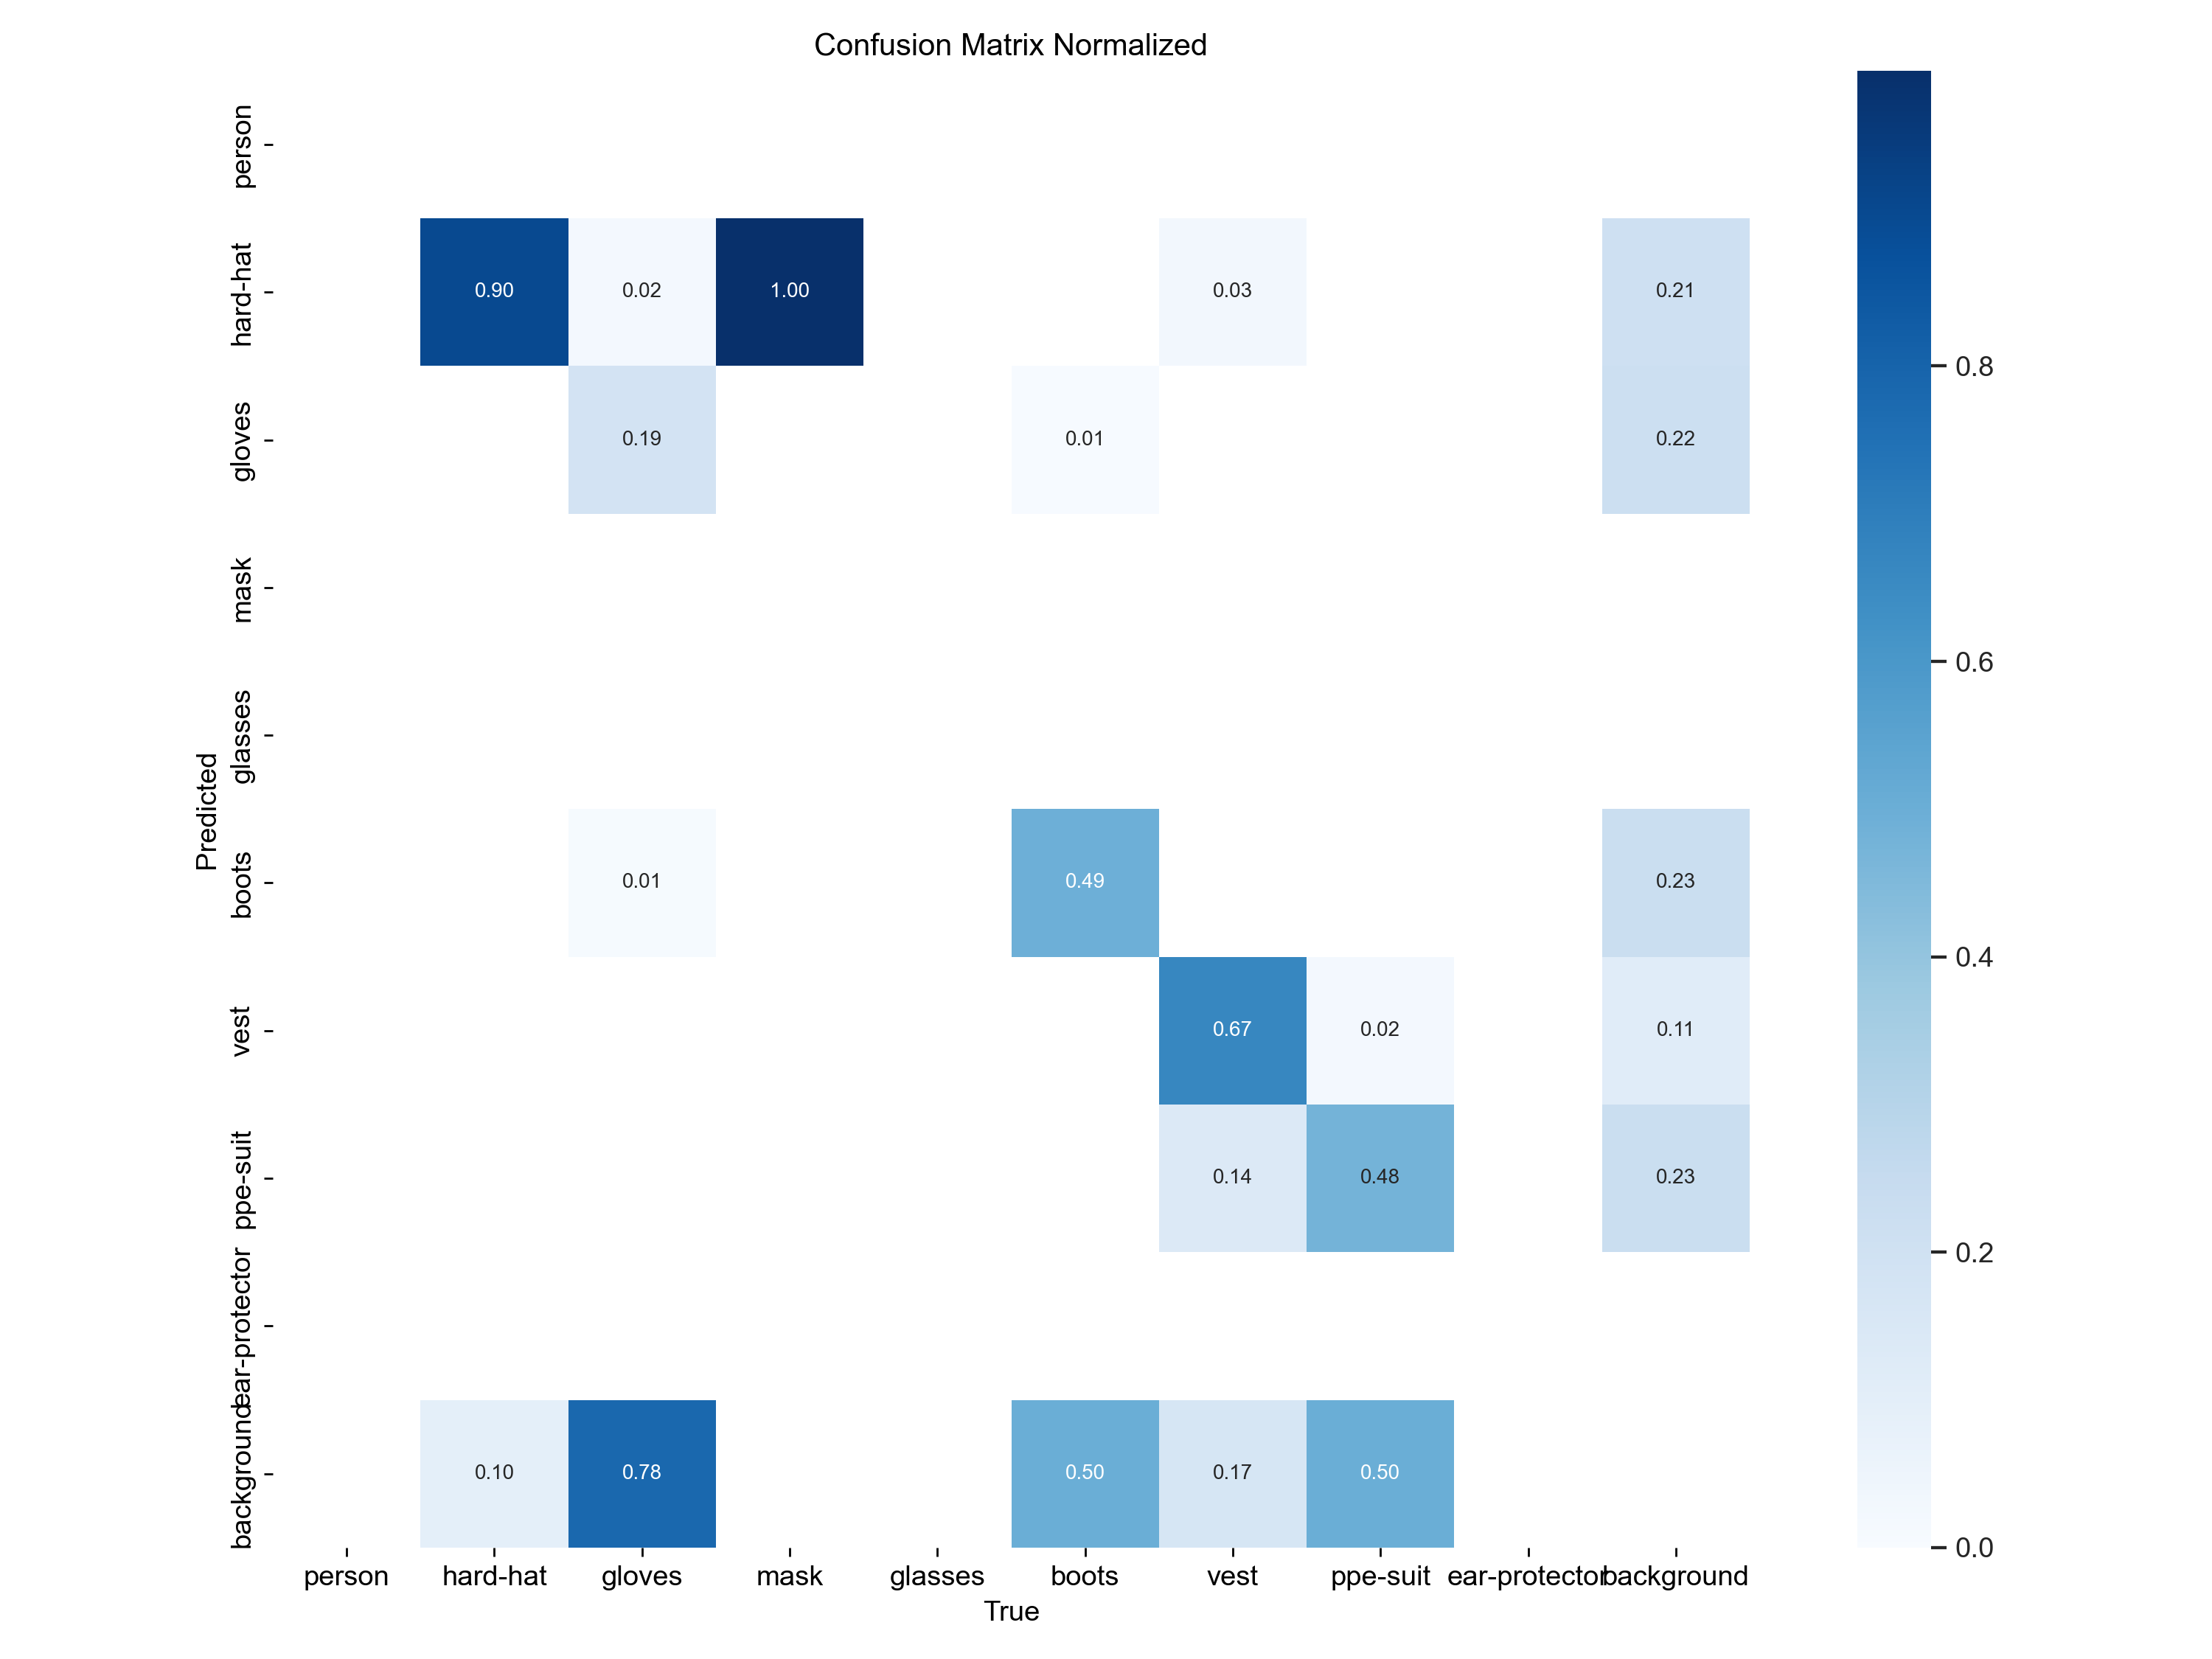 Confusion Matrix Normalized
Predicted
person
hard-hat
gloves
mask
glasses
boots
vest
ppe-suit
ear-protector
background
0.90 0.02 1.00 0.03 0.21
0.19 0.01 0.22
0.01 0.49 0.23
0.67 0.02 0.11
0.14 0.48 0.23
0.10 0.78 0.50 0.17 0.50
person hard-hat gloves mask glasses boots vest ppe-suit ear-protector background
True
0.8
0.6
0.4
0.2
0.0